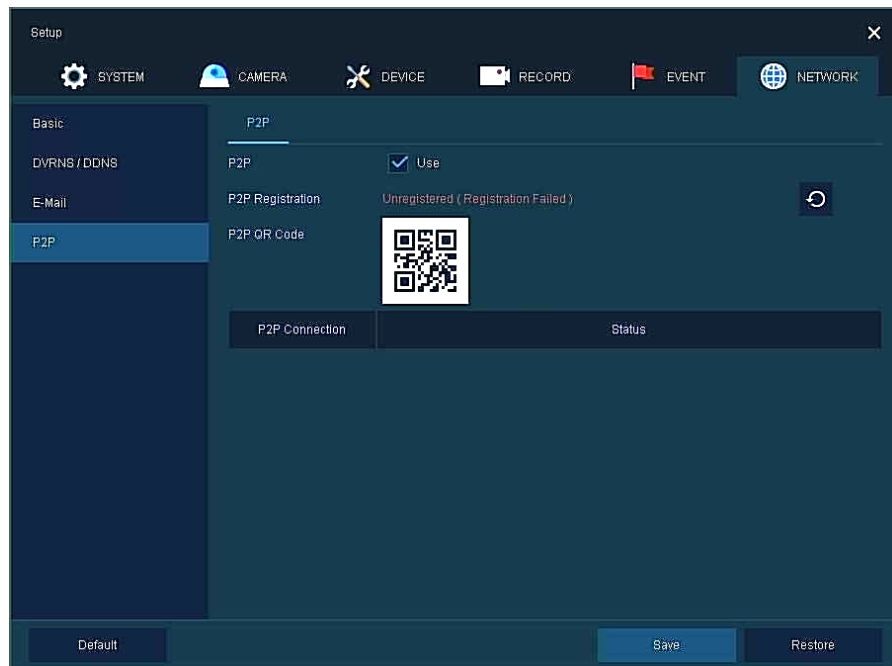 Setup
SYSTEM CAMERA DEVICE RECORD EVENT NETWORK
Basic
DVRNS / DDNS
E-Mail
P2P
P2P
P2P Use
P2P Registration Unregistered ( Registration Failed )
P2P QR Code
P2P Connection Status
Default Save Restore